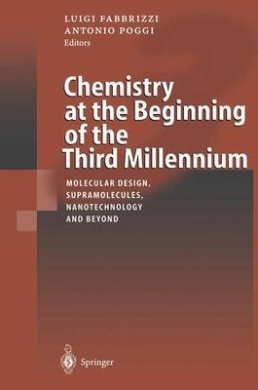 LUIGI FABBRIZZI
ANTONIO POGGI
Editors
Chemistry
at the Beginning
of the
Third Millennium
MOLECULAR DESIGN,
SUPRAMOLECULES,
NANOTECHNOLOGY
AND BEYOND
Springer